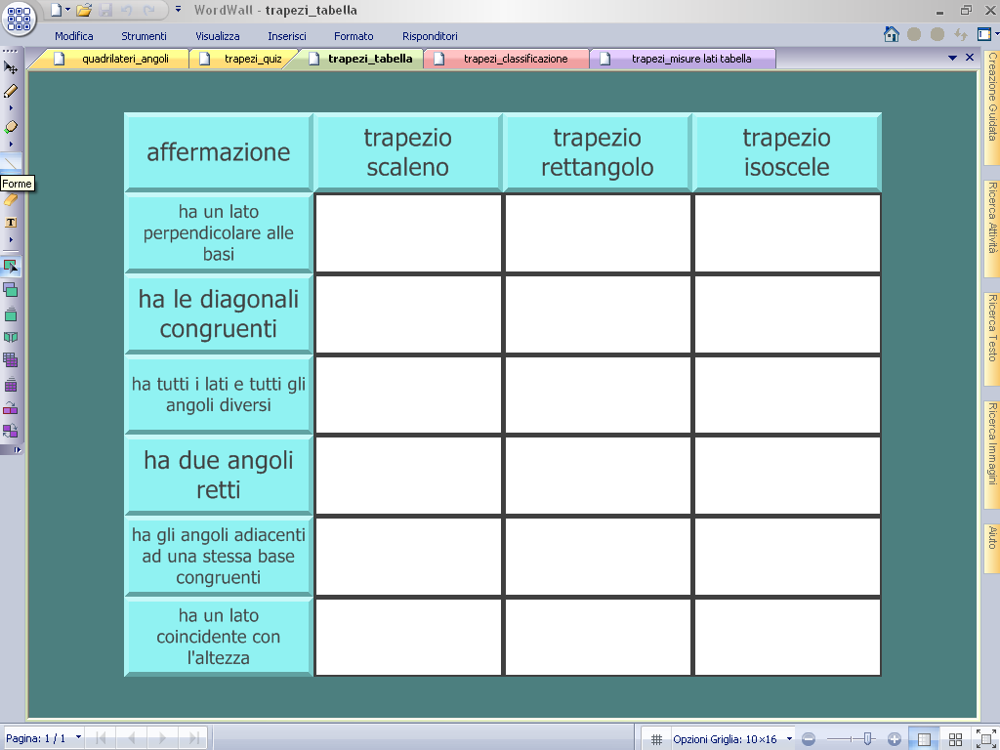 WordWall - trapezi_tabella
Modifica Strumenti Visualizza Inserisci Formato Risponditori
quadrilateri_angoli trapezi_quiz trapezi_tabella trapezi_classificazione trapezi_misure lati tabella
Forme
T
affermazione
trapezio
scaleno
trapezio
rettangolo
trapezio
isoscele
ha un lato
perpendicolare alle
basi
ha le diagonali
congruenti
ha tutti i lati e tutti gli
angoli diversi
ha due angoli
retti
ha gli angoli adiacenti
ad una stessa base
congruenti
ha un lato
coincidente con
l'altezza
Creazione Guidata
Ricerca Attività
Ricerca Testo
Ricerca Immagini
Aiuto
Pagina: 1 / 1
Opzioni Griglia: 10×16